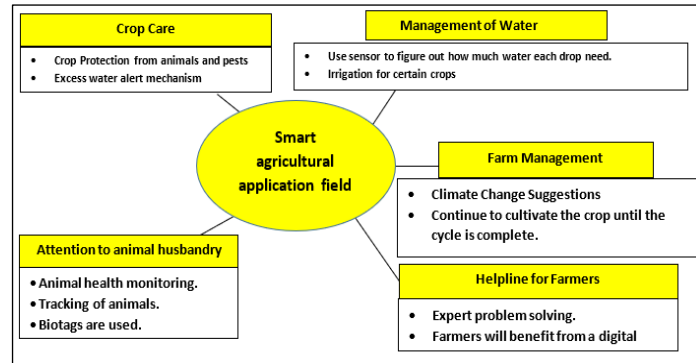 Crop Care
• Crop Protection from animals and pests
• Excess water alert mechanism
Management of Water
• Use sensor to figure out how much water each drop need.
• Irrigation for certain crops
Smart
agricultural
application field
Farm Management
• Climate Change Suggestions
• Continue to cultivate the crop until the
cycle is complete.
Attention to animal husbandry
• Animal health monitoring.
• Tracking of animals.
• Biotags are used.
Helpline for Farmers
• Expert problem solving.
• Farmers will benefit from a digital